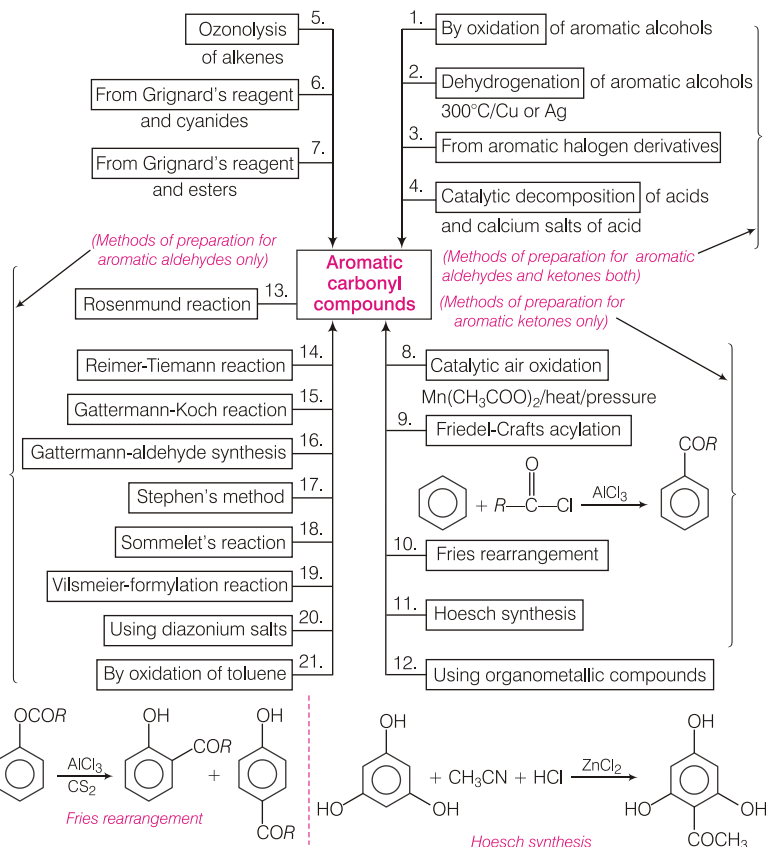 5.
Ozonolysis
of alkenes
6.
From Grignard's reagent
and cyanides
7.
From Grignard's reagent
and esters
1.
By oxidation of aromatic alcohols
2.
Dehydrogenation of aromatic alcohols
300°C/Cu or Ag
3.
From aromatic halogen derivatives
4.
Catalytic decomposition of acids
and calcium salts of acid
(Methods of preparation for
aromatic aldehydes only)
Aromatic
carbonyl
compounds
(Methods of preparation for aromatic
aldehydes and ketones both)
(Methods of preparation for
aromatic ketones only)
13.
Rosenmund reaction
14.
Reimer-Tiemann reaction
15.
Gattermann-Koch reaction
16.
Gattermann-aldehyde synthesis
17.
Stephen's method
18.
Sommelet's reaction
19.
Vilsmeier-formylation reaction
20.
Using diazonium salts
21.
By oxidation of toluene
8.
Catalytic air oxidation
Mn(CH₃COO)₂/heat/pressure
9.
Friedel-Crafts acylation
O
+ R—C—Cl
AlCl₃
COR
10.
Fries rearrangement
11.
Hoesch synthesis
12.
Using organometallic compounds
OCOR
AlCl₃
CS₂
OH
COR
+
OH
COR
Fries rearrangement
OH
HO
OH
+ CH₃CN + HCl
ZnCl₂
OH
HO
OH
COCH₃
Hoesch synthesis